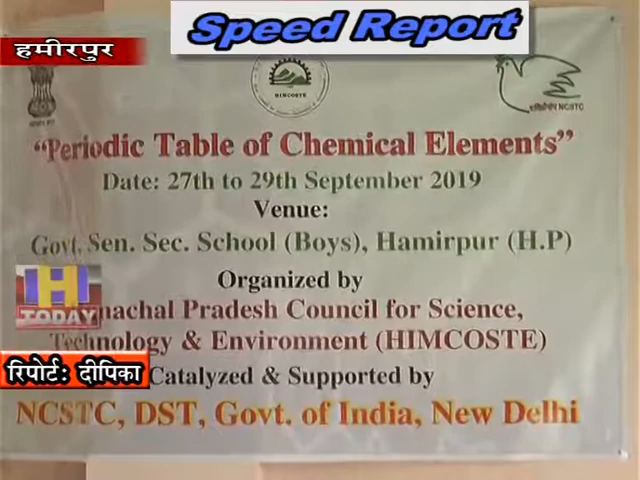 Speed Report
हमीरपुर
HIMCOSTE
NCSTC
"Periodic Table of Chemical Elements"
Date: 27th to 29th September 2019
Venue:
Govt. Sen. Sec. School (Boys), Hamirpur (H.P)
Organized by
achal Pradesh Council for Science,
Technology & Environment (HIMCOSTE)
Catalyzed & Supported by
NCSTC, DST, Govt. of India, New Delhi
H
TODAY
रिपोर्ट: दीपिका